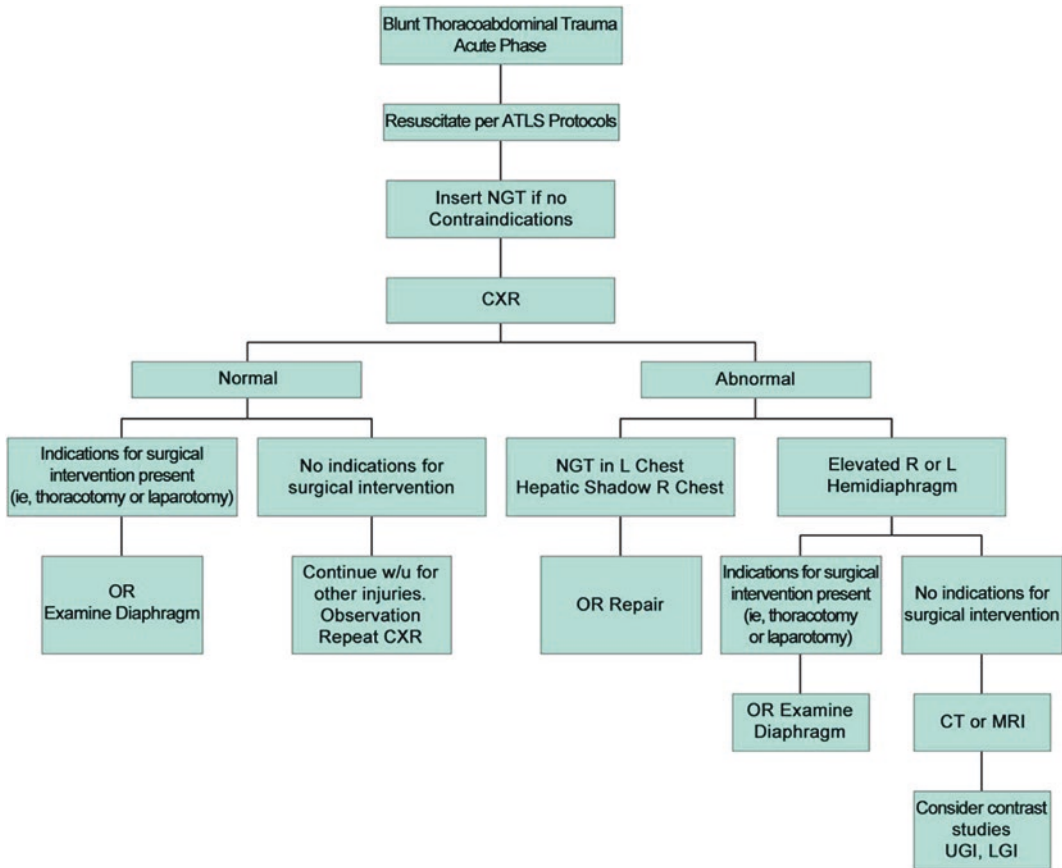 Blunt Thoracoabdominal Trauma
Acute Phase
Resuscitate per ATLS Protocols
Insert NGT if no
Contraindications
CXR
Normal
Abnormal
Indications for surgical
intervention present
(ie, thoracotomy or laparotomy)
No indications for
surgical intervention
NGT in L Chest
Hepatic Shadow R Chest
Elevated R or L
Hemidiaphragm
OR
Examine Diaphragm
Continue w/u for
other injuries.
Observation
Repeat CXR
OR Repair
Indications for surgical
intervention present
(ie, thoracotomy
or laparotomy)
No indications for
surgical intervention
OR Examine
Diaphragm
CT or MRI
Consider contrast
studies
UGI, LGI